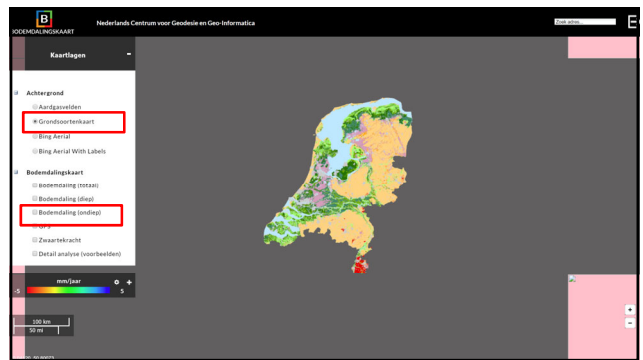 B
BODEMDALINGSKAART
Nederlands Centrum voor Geodesie en Geo-Informatica
Zoek adres...
Kaartlagen
Achtergrond
Aardgasvelden
Grondsoortenkaart
Bing Aerial
Bing Aerial With Labels
Bodemdalingskaart
Bodemdaling (totaal)
Bodemdaling (diep)
Bodemdaling (ondiep)
GPS
Zwaartekracht
Detail analyse (voorbeelden)
mm/jaar
-5 5
100 km
50 mi